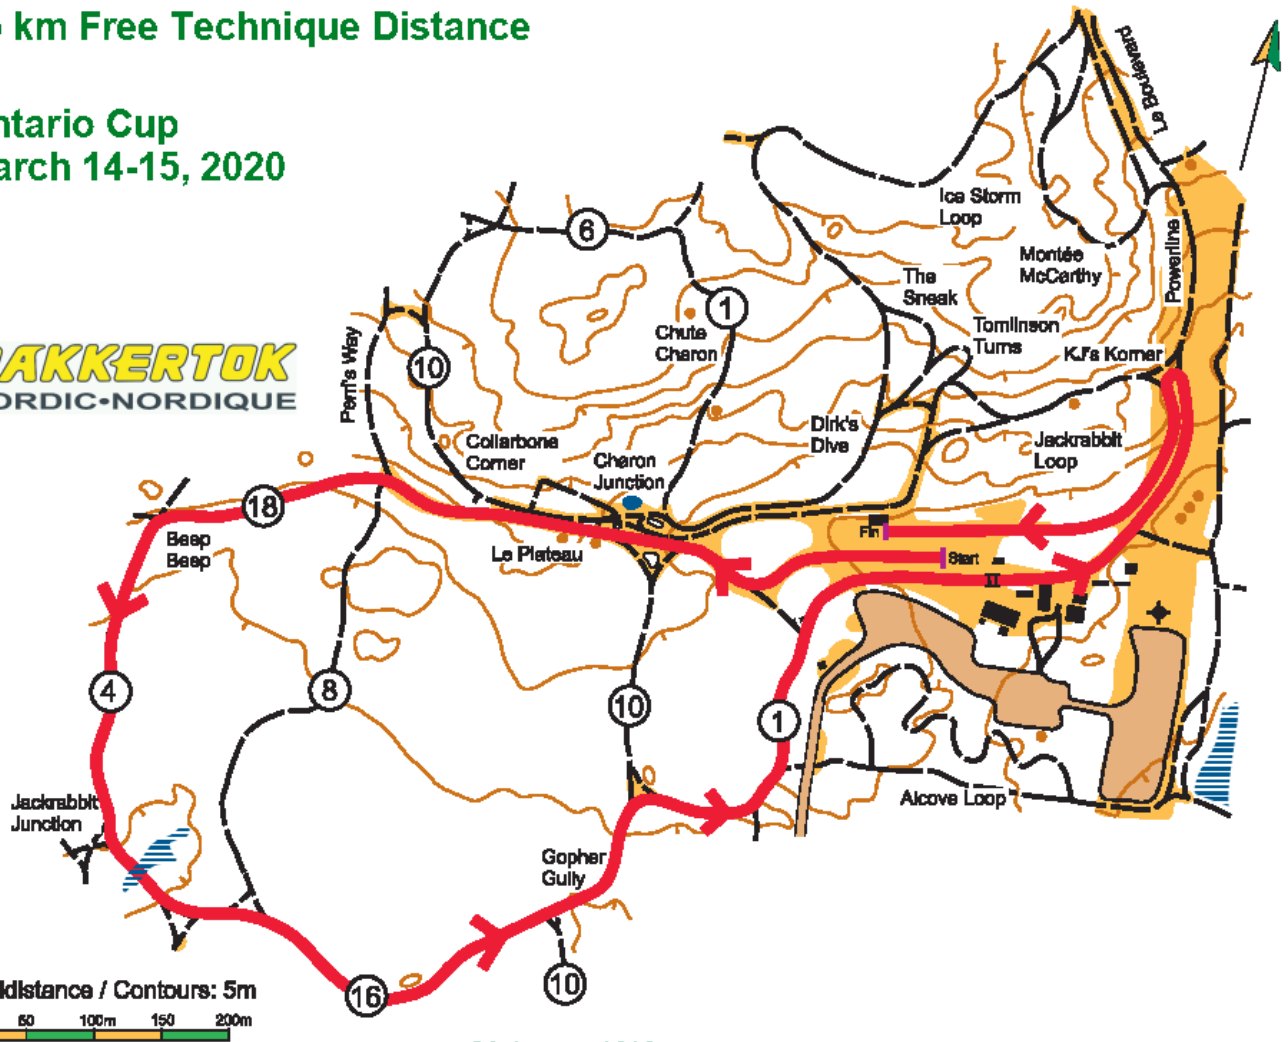 km Free Technique Distance
ntario Cup
arch 14-15, 2020
AKKERTOK
ORDIC•NORDIQUE
Le Boulevard
Ice Storm
Loop
Montée
McCarthy
Powerline
The
Sneak
Tomlinson
Turns
KJ's Korner
6
1
Chute
Charon
10
Perri's Way
Dirk's
Dive
Jackrabbit
Loop
Collarbone
Corner
Charon
Junction
18
Beep
Beep
Le Plateau
Fin
Start
4
8
10
1
Jackrabbit
Junction
Alcove Loop
Gopher
Gully
16
10
ldistance / Contours: 5m
50 100m 150 200m